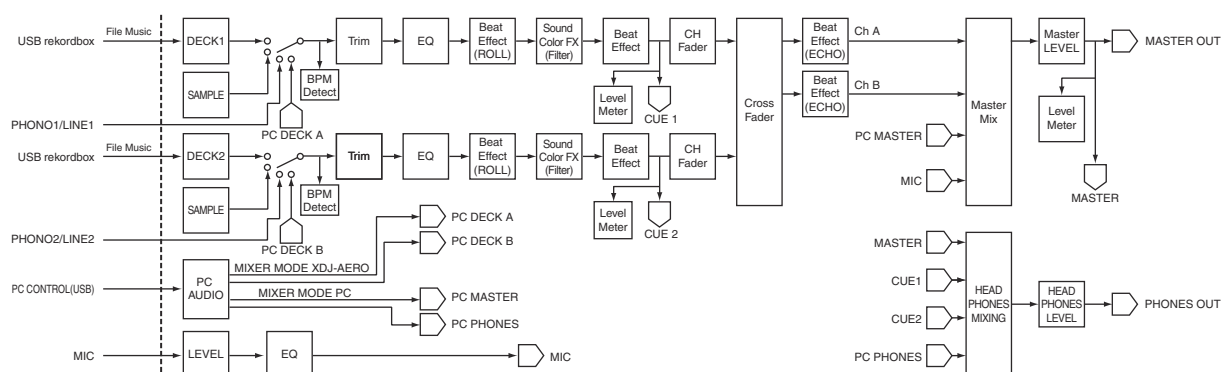 USB rekordbox
File Music
DECK1
SAMPLE
PHONO1/LINE1
PC DECK A
BPM
Detect
Trim
EQ
Beat
Effect
(ROLL)
Sound
Color FX
(Filter)
Beat
Effect
Level
Meter
CUE 1
CH
Fader
Cross
Fader
Beat
Effect
(ECHO)
Ch A
Beat
Effect
(ECHO)
Ch B
PC MASTER
MIC
Master
Mix
Master
LEVEL
MASTER OUT
Level
Meter
MASTER
USB rekordbox
File Music
DECK2
SAMPLE
PHONO2/LINE2
PC DECK B
BPM
Detect
Trim
EQ
Beat
Effect
(ROLL)
Sound
Color FX
(Filter)
Beat
Effect
Level
Meter
CUE 2
CH
Fader
PC CONTROL(USB)
PC
AUDIO
MIXER MODE XDJ-AERO
PC DECK A
PC DECK B
MIXER MODE PC
PC MASTER
PC PHONES
MIC
LEVEL
EQ
MIC
MASTER
CUE1
CUE2
PC PHONES
HEAD
PHONES
MIXING
HEAD
PHONES
LEVEL
PHONES OUT